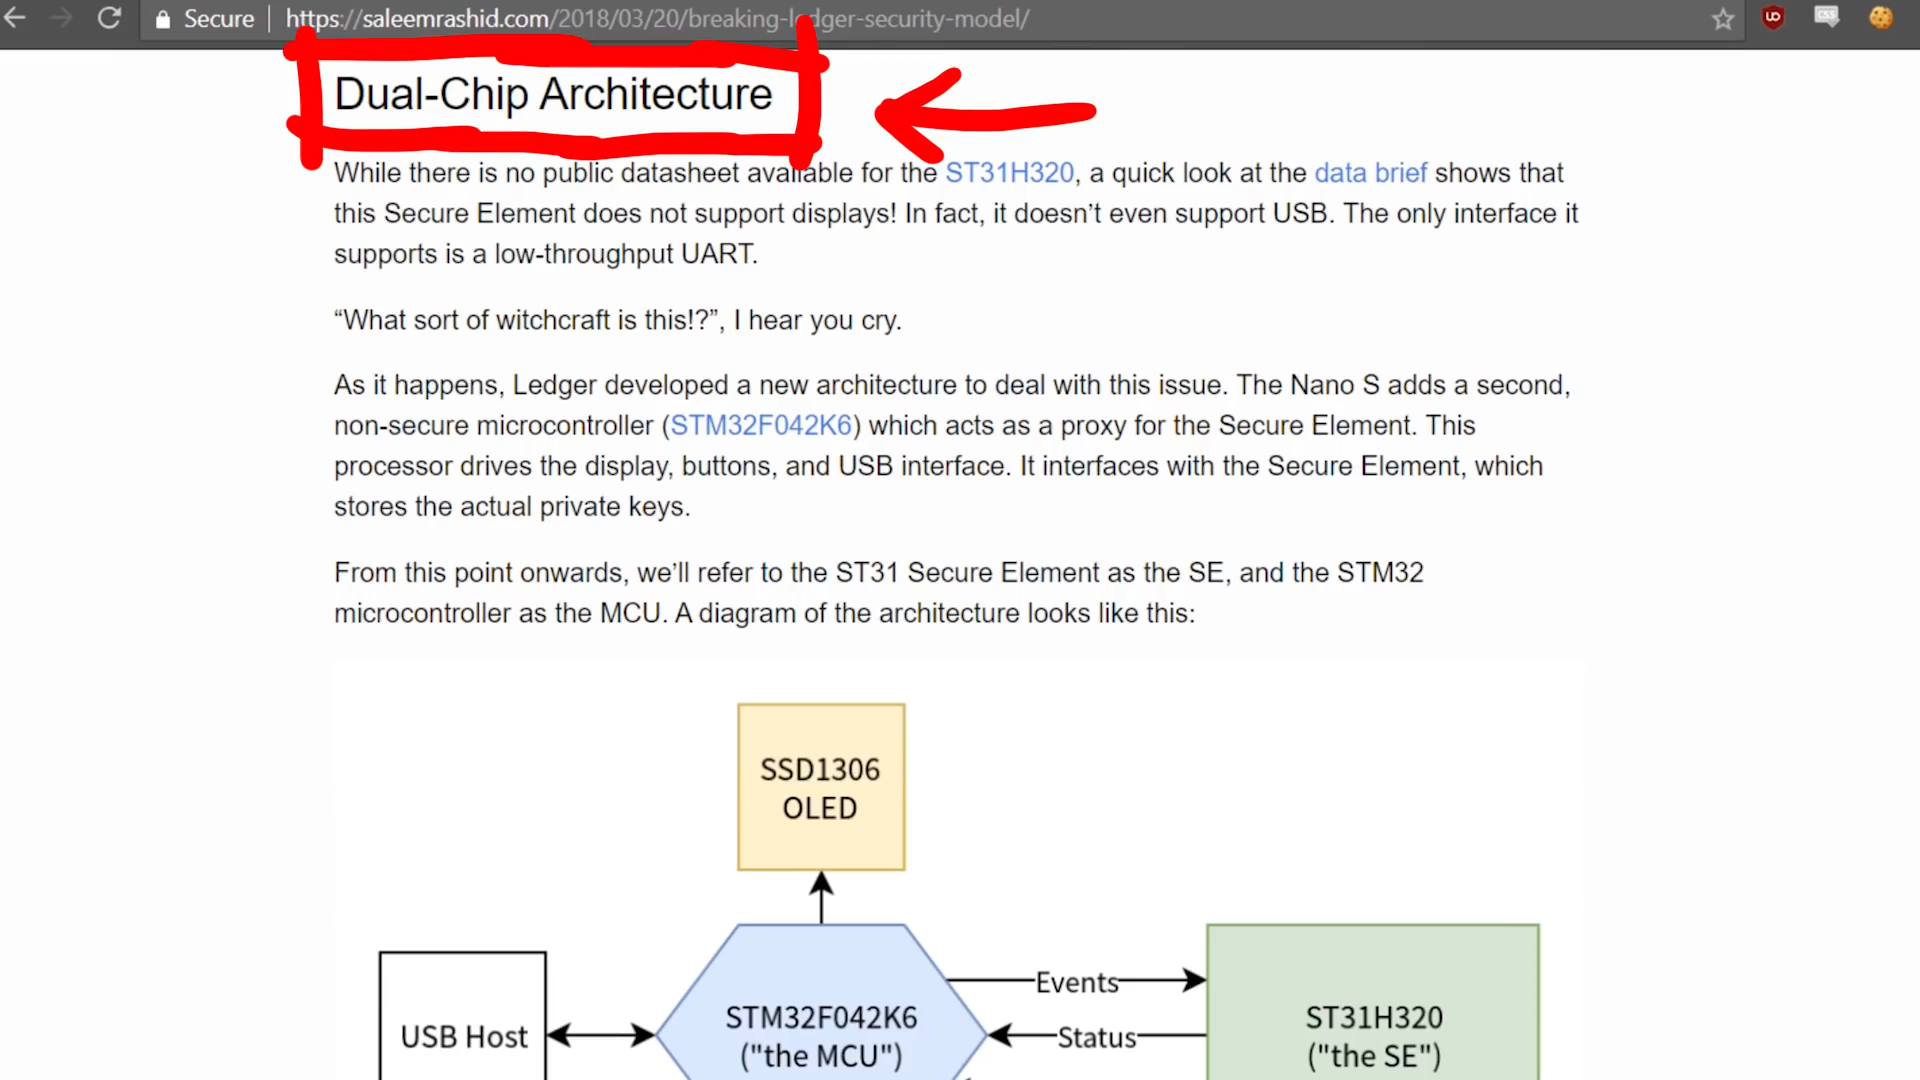 Secure
https://saleemrashid.com/2018/03/20/breaking-ledger-security-model/
Dual-Chip Architecture
While there is no public datasheet available for the ST31H320, a quick look at the data brief shows that
this Secure Element does not support displays! In fact, it doesn’t even support USB. The only interface it
supports is a low-throughput UART.
“What sort of witchcraft is this!?”, I hear you cry.
As it happens, Ledger developed a new architecture to deal with this issue. The Nano S adds a second,
non-secure microcontroller (STM32F042K6) which acts as a proxy for the Secure Element. This
processor drives the display, buttons, and USB interface. It interfaces with the Secure Element, which
stores the actual private keys.
From this point onwards, we’ll refer to the ST31 Secure Element as the SE, and the STM32
microcontroller as the MCU. A diagram of the architecture looks like this:
SSD1306
OLED
Events
USB Host
STM32F042K6
("the MCU")
Status
ST31H320
("the SE")